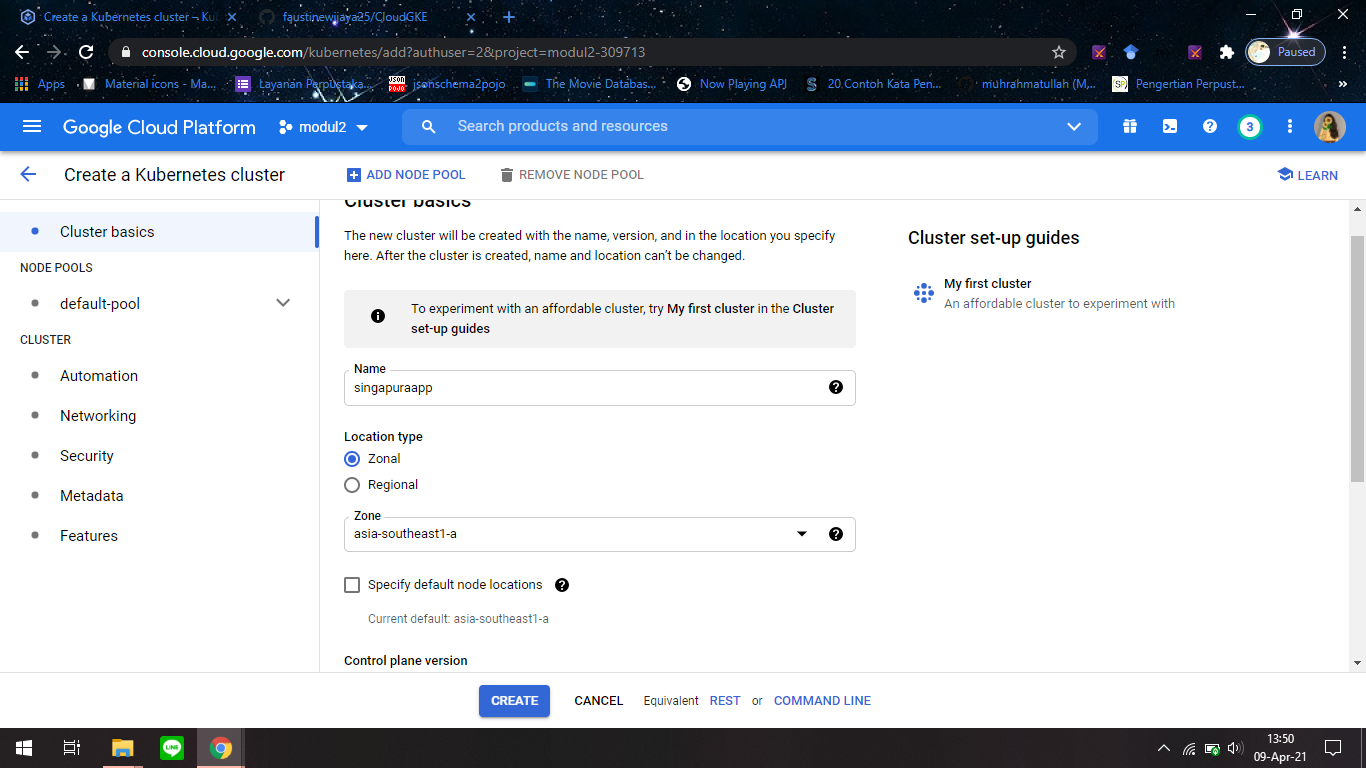 Create a Kubernetes cluster – Ku
faustinewijaya25/CloudGKE
console.cloud.google.com/kubernetes/add?authuser=2&project=modul2-309713
Paused
Apps
Material icons - Ma...
Layanan Perpustaka...
JSON
POJO
jsonschema2pojo
The Movie Databas...
Now Playing APJ
20 Contoh Kata Pen...
muhrahmatullah (M,...
Pengertian Perpust...
»
Google Cloud Platform
modul2
Search products and resources
3
Create a Kubernetes cluster
ADD NODE POOL
REMOVE NODE POOL
LEARN
Cluster basics
NODE POOLS
default-pool
CLUSTER
Automation
Networking
Security
Metadata
Features
Cluster basics
The new cluster will be created with the name, version, and in the location you specify
here. After the cluster is created, name and location can't be changed.
To experiment with an affordable cluster, try My first cluster in the Cluster
set-up guides
Name
singapuraapp
Location type
Zonal
Regional
Zone
asia-southeast1-a
Specify default node locations
Current default: asia-southeast1-a
Control plane version
Cluster set-up guides
My first cluster
An affordable cluster to experiment with
CREATE
CANCEL
Equivalent REST or COMMAND LINE
LINE
13:50
09-Apr-21